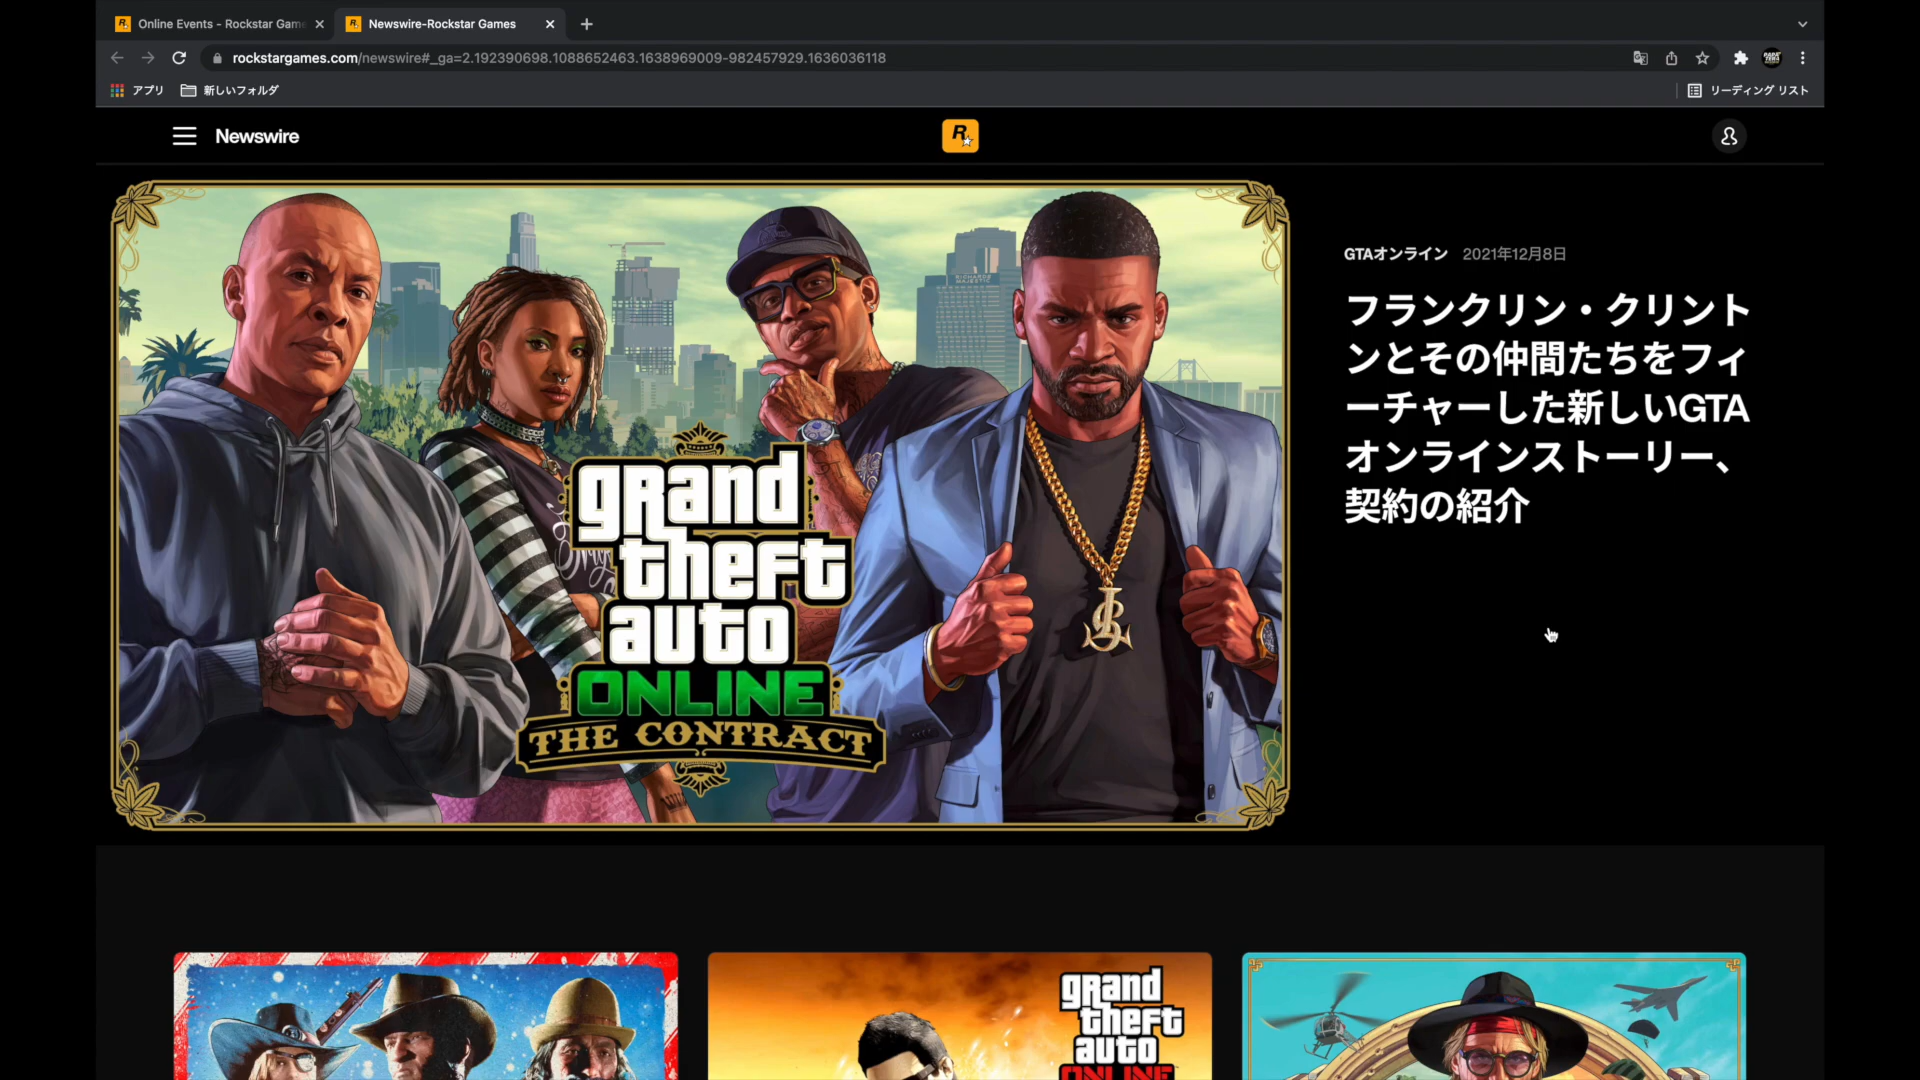 Online Events - Rockstar Gam
Newswire-Rockstar Games
rockstargames.com/newswire#_ga=2.192390698.1088652463.1638969009-982457929.1636036118
アプリ
新しいフォルダ
リーディング リスト
Newswire
R
GTAオンライン 2021年12月8日
フランクリン・クリント
ンとその仲間たちをフィ
ーチャーした新しいGTA
オンラインストーリー、
契約の紹介
RICHARDS
MAJESTIC
grand
theft
auto
ONLINE
THE CONTRACT
grand
theft
auto
ONLINE